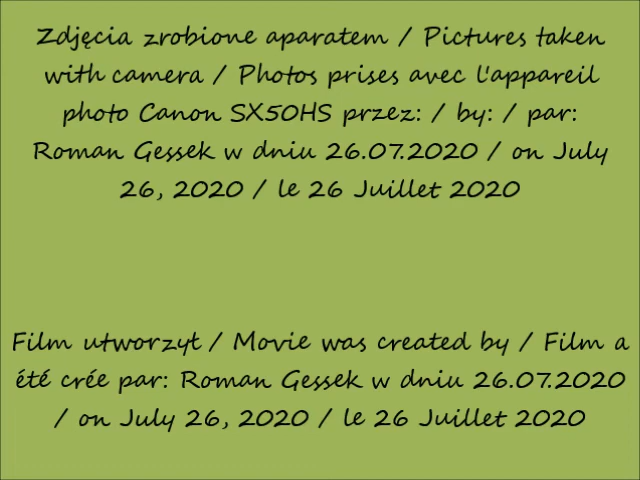 Zdjęcia zrobione aparatem / Pictures taken
with camera / Photos prises avec l'appareil
photo Canon SX50HS przez: / by: / par:
Roman Gessek w dniu 26.07.2020 / on July
26, 2020 / le 26 Juillet 2020
Film utworzył / Movie was created by / Film a
été crée par: Roman Gessek w dniu 26.07.2020
/ on July 26, 2020 / le 26 Juillet 2020